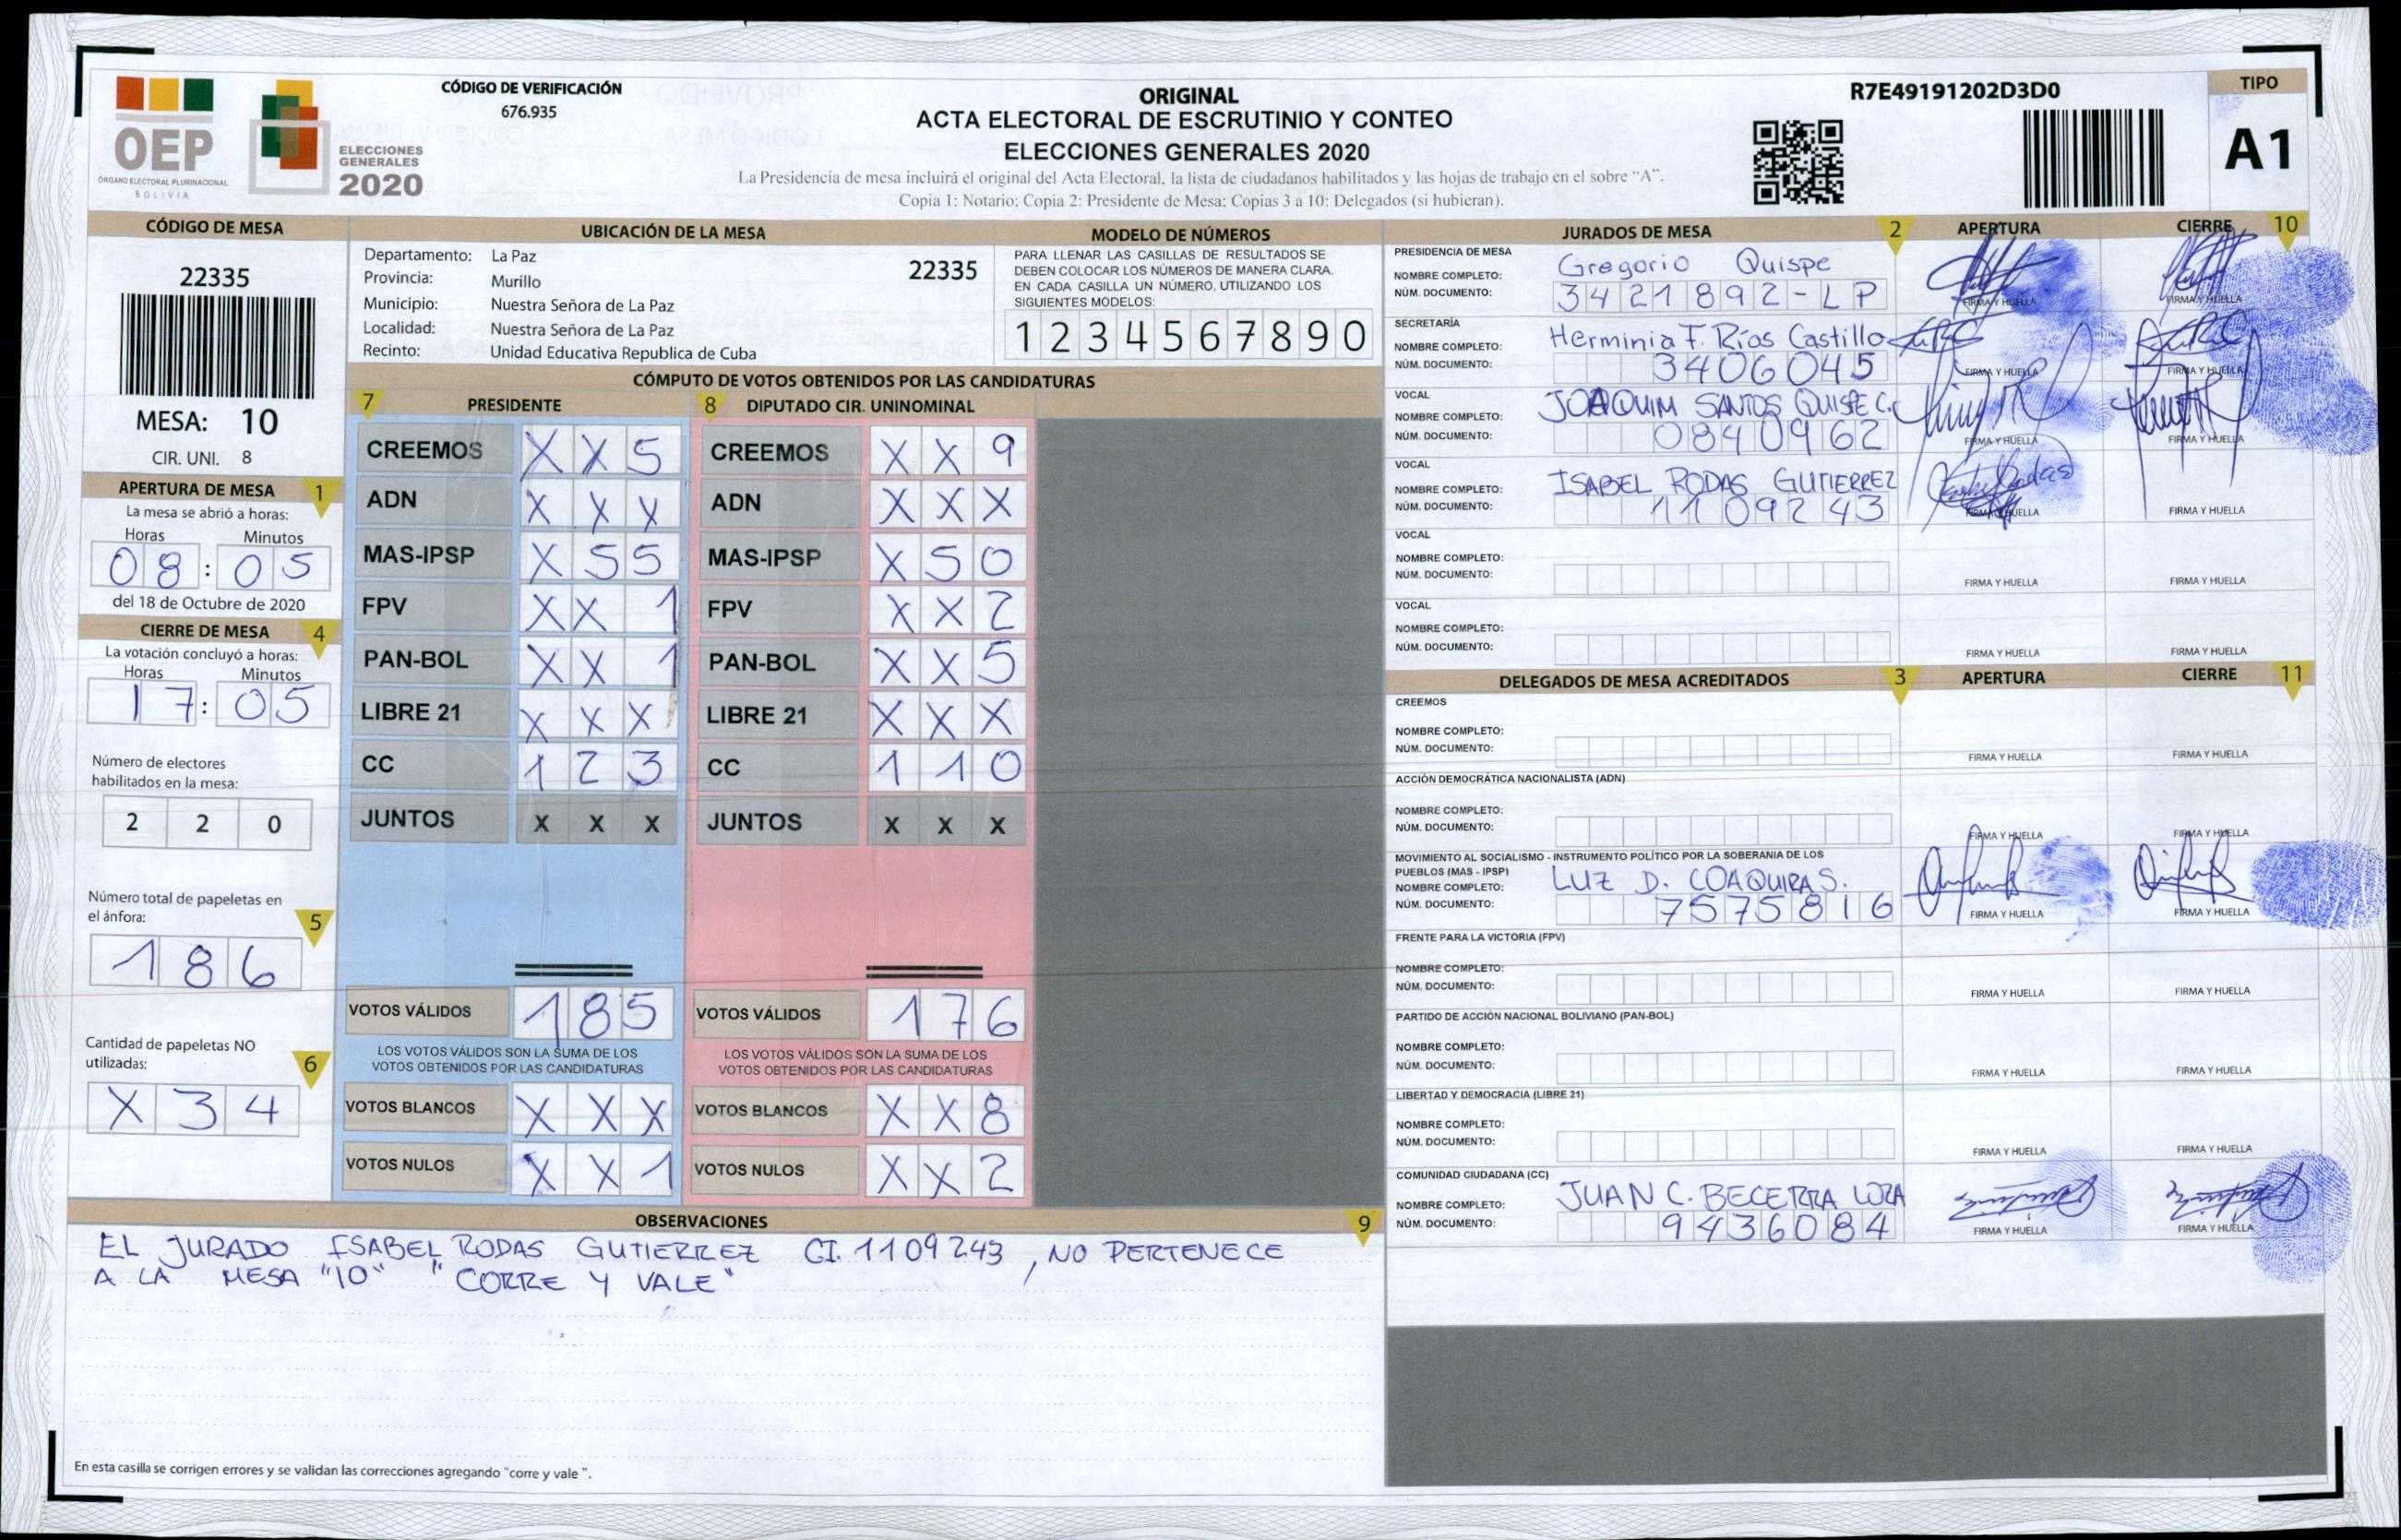 OEP
ÓRGANO ELECTORAL PLURINACIONAL
BOLIVIA
ELECCIONES
GENERALES
2020
CÓDIGO DE VERIFICACIÓN
676.935
ORIGINAL
ACTA ELECTORAL DE ESCRUTINIO Y CONTEO
ELECCIONES GENERALES 2020
La Presidencia de mesa incluirá el original del Acta Electoral, la lista de ciudadanos habilitados y las hojas de trabajo en el sobre "A".
Copia 1: Notario; Copia 2: Presidente de Mesa; Copias 3 a 10: Delegados (si hubieran).
R7E49191202D3D0
TIPO
A1
CÓDIGO DE MESA
22335
MESA: 10
CIR. UNI. 8
APERTURA DE MESA 1
La mesa se abrió a horas:
Horas Minutos
08:05
del 18 de Octubre de 2020
CIERRE DE MESA 4
La votación concluyó a horas:
Horas Minutos
17:05
Número de electores
habilitados en la mesa:
2 2 0
Número total de papeletas en
el ánfora: 5
1 8 6
Cantidad de papeletas NO
utilizadas: 6
X 3 4
UBICACIÓN DE LA MESA
Departamento: La Paz
22335
Provincia: Murillo
Municipio: Nuestra Señora de La Paz
Localidad: Nuestra Señora de La Paz
Recinto: Unidad Educativa Republica de Cuba
MODELO DE NÚMEROS
PARA LLENAR LAS CASILLAS DE RESULTADOS SE
DEBEN COLOCAR LOS NÚMEROS DE MANERA CLARA.
EN CADA CASILLA UN NÚMERO, UTILIZANDO LOS
SIGUIENTES MODELOS:
1 2 3 4 5 6 7 8 9 0
CÓMPUTO DE VOTOS OBTENIDOS POR LAS CANDIDATURAS
7 PRESIDENTE 8 DIPUTADO CIR. UNINOMINAL
CREEMOS X X 5 CREEMOS X X 9
ADN X X X ADN X X X
MAS-IPSP X 5 5 MAS-IPSP X 5 0
FPV X X 1 FPV X X 2
PAN-BOL X X 1 PAN-BOL X X 5
LIBRE 21 X X X LIBRE 21 X X X
CC 1 2 3 CC 1 1 0
JUNTOS X X X JUNTOS X X X
VOTOS VÁLIDOS 1 8 5 VOTOS VÁLIDOS 1 7 6
LOS VOTOS VÁLIDOS SON LA SUMA DE LOS LOS VOTOS VÁLIDOS SON LA SUMA DE LOS
VOTOS OBTENIDOS POR LAS CANDIDATURAS VOTOS OBTENIDOS POR LAS CANDIDATURAS
VOTOS BLANCOS X X X VOTOS BLANCOS X X 8
VOTOS NULOS X X 1 VOTOS NULOS X X 2
OBSERVACIONES 9
EL JURADO ISABEL RODAS GUTIERREZ CI. 1109243, NO PERTENECE
A LA MESA "10" "CORRE Y VALE"
En esta casilla se corrigen errores y se validan las correcciones agregando "corre y vale ".
JURADOS DE MESA 2 APERTURA CIERRE 10
PRESIDENCIA DE MESA
NOMBRE COMPLETO: Gregorio Quispe
NÚM. DOCUMENTO: 3421892-LP
FIRMA Y HUELLA FIRMA Y HUELLA
SECRETARÍA
NOMBRE COMPLETO: Herminia F. Ríos Castillo
NÚM. DOCUMENTO: 3406045
FIRMA Y HUELLA FIRMA Y HUELLA
VOCAL
NOMBRE COMPLETO: JOAQUIM SANTOS QUISPE C.
NÚM. DOCUMENTO: 0840962
FIRMA Y HUELLA FIRMA Y HUELLA
VOCAL
NOMBRE COMPLETO: ISABEL RODAS GUTIERREZ
NÚM. DOCUMENTO: 1109243
FIRMA Y HUELLA FIRMA Y HUELLA
VOCAL
NOMBRE COMPLETO:
NÚM. DOCUMENTO:
FIRMA Y HUELLA FIRMA Y HUELLA
VOCAL
NOMBRE COMPLETO:
NÚM. DOCUMENTO:
FIRMA Y HUELLA FIRMA Y HUELLA
DELEGADOS DE MESA ACREDITADOS 3 APERTURA CIERRE 11
CREEMOS
NOMBRE COMPLETO:
NÚM. DOCUMENTO:
FIRMA Y HUELLA FIRMA Y HUELLA
ACCIÓN DEMOCRÁTICA NACIONALISTA (ADN)
NOMBRE COMPLETO:
NÚM. DOCUMENTO:
FIRMA Y HUELLA FIRMA Y HUELLA
MOVIMIENTO AL SOCIALISMO - INSTRUMENTO POLÍTICO POR LA SOBERANIA DE LOS
PUEBLOS (MAS - IPSP)
NOMBRE COMPLETO: LUZ D. COAQUIRA S.
NÚM. DOCUMENTO: 7575816
FIRMA Y HUELLA FIRMA Y HUELLA
FRENTE PARA LA VICTORIA (FPV)
NOMBRE COMPLETO:
NÚM. DOCUMENTO:
FIRMA Y HUELLA FIRMA Y HUELLA
PARTIDO DE ACCIÓN NACIONAL BOLIVIANO (PAN-BOL)
NOMBRE COMPLETO:
NÚM. DOCUMENTO:
FIRMA Y HUELLA FIRMA Y HUELLA
LIBERTAD Y DEMOCRACIA (LIBRE 21)
NOMBRE COMPLETO:
NÚM. DOCUMENTO:
FIRMA Y HUELLA FIRMA Y HUELLA
COMUNIDAD CIUDADANA (CC)
NOMBRE COMPLETO: JUAN C. BECERRA LOZA
NÚM. DOCUMENTO: 9436084
FIRMA Y HUELLA FIRMA Y HUELLA